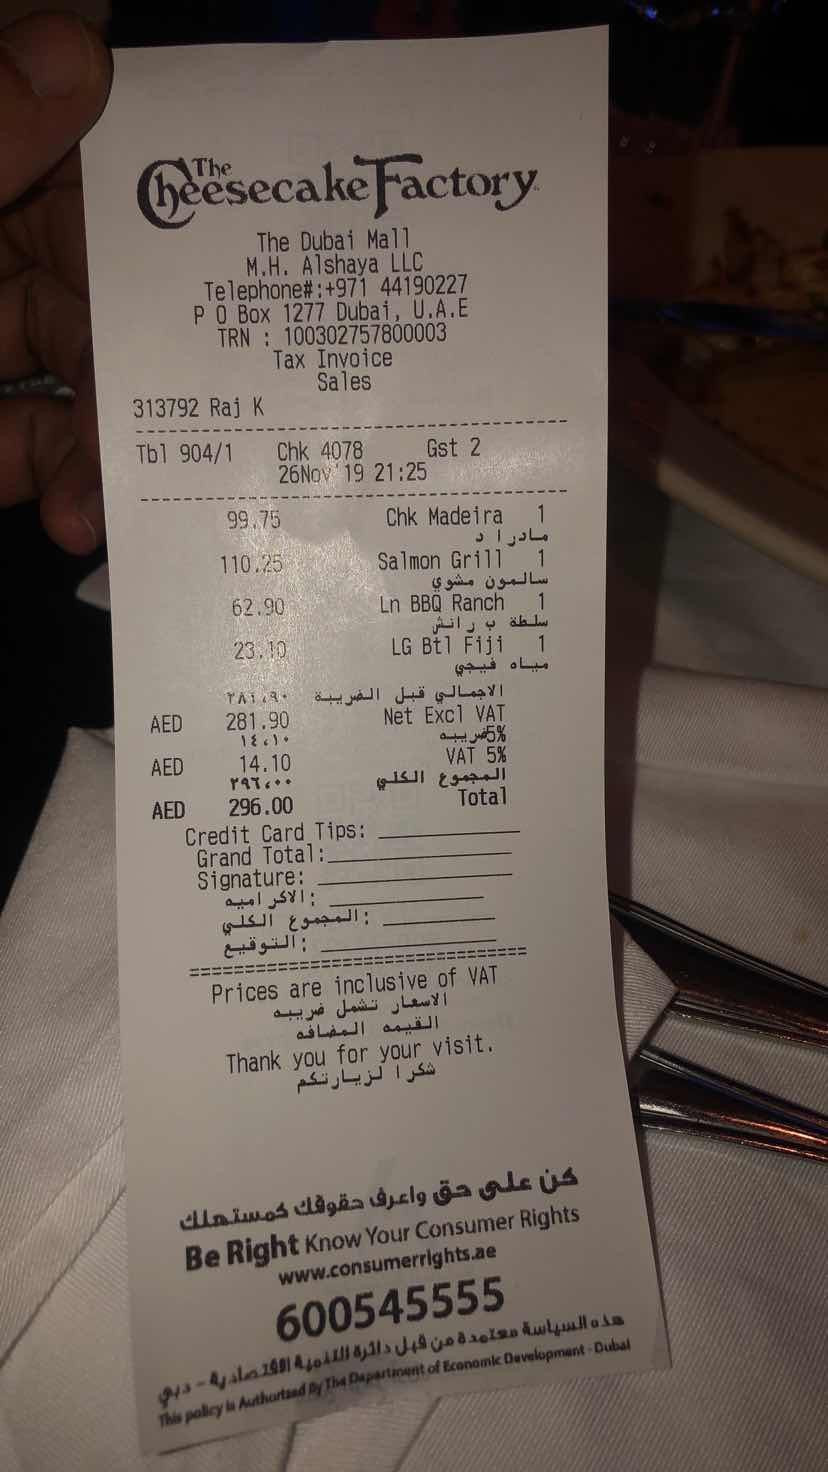 The Cheesecake Factory
The Dubai Mall
M.H. Alshaya LLC
Telephone#:+971 44190227
P O Box 1277 Dubai, U.A.E
TRN : 100302757800003
Tax Invoice
Sales
313792 Raj K
Tbl 904/1 Chk 4078 Gst 2
26Nov'19 21:25
99.75 Chk Madeira 1
مادرا د
110.25 Salmon Grill 1
سالمون مشوي
62.90 Ln BBQ Ranch 1
سلطة ب رانش
23.10 LG Btl Fiji 1
مياه فيجي
الاجمالي قبل الضريبة ٢٨١،٩٠
AED 281.90 Net Excl VAT
5%ضريبه ١٤،١٠
AED 14.10 VAT 5%
المجموع الكلي ٢٩٦،٠٠
AED 296.00 Total
Credit Card Tips: ____________
Grand Total:____________
Signature: ____________
الاكراميه: ____________
المجموع الكلي: ____________
التوقيع: ____________
Prices are inclusive of VAT
الاسعار تشمل ضريبه
القيمه المضافه
Thank you for your visit.
شكرا لزيارتكم
كن على حق واعرف حقوقك كمستهلك
Be Right Know Your Consumer Rights
www.consumerrights.ae
600545555
هذه السياسة معتمدة من قبل دائرة التنمية الاقتصادية - دبي
This policy is Authorized By The Department of Economic Development - Dubai